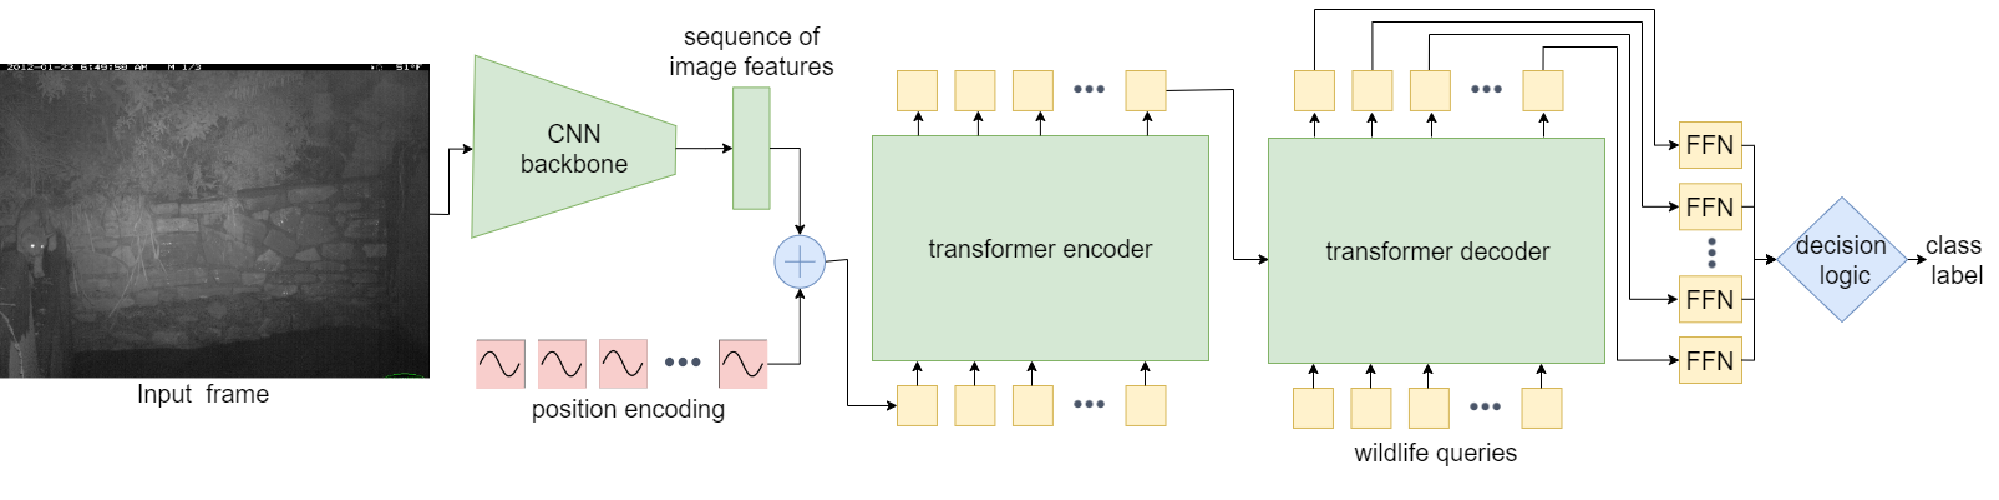 2012-01-23 6:49:50 AM M 1/3 51°F
Input frame
CNN
backbone
sequence of
image features
position encoding
transformer encoder
transformer decoder
wildlife queries
FFN
FFN
FFN
FFN
decision
logic
class
label